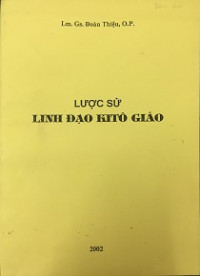 Lm. Gs. Đoàn Thiệu, O.P.
LƯỢC SỬ
LINH ĐẠO KITÔ GIÁO
2002